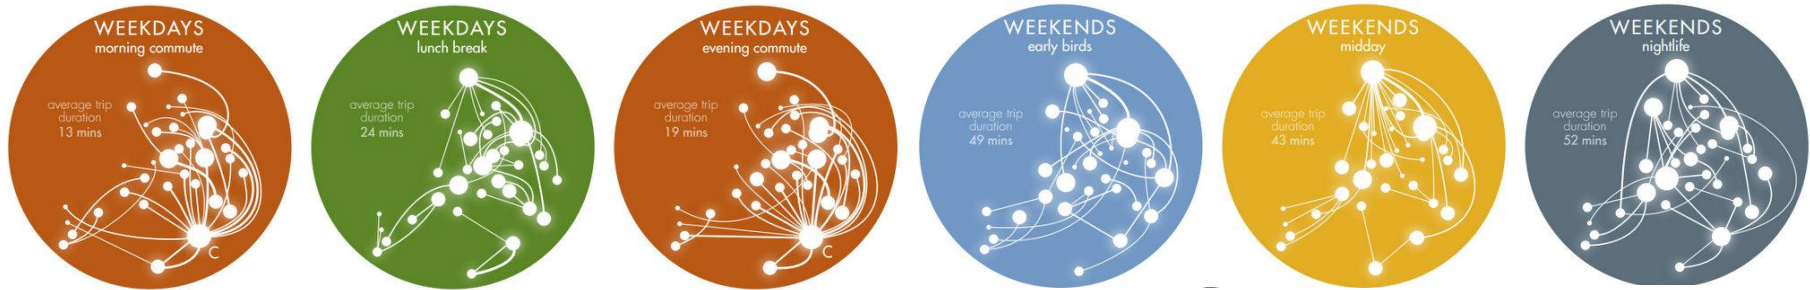 WEEKDAYS
morning commute
average trip
duration
13 mins
C
WEEKDAYS
lunch break
average trip
duration
24 mins
WEEKDAYS
evening commute
average trip
duration
19 mins
C
WEEKENDS
early birds
average trip
duration
49 mins
WEEKENDS
midday
average trip
duration
43 mins
WEEKENDS
nightlife
average trip
duration
52 mins